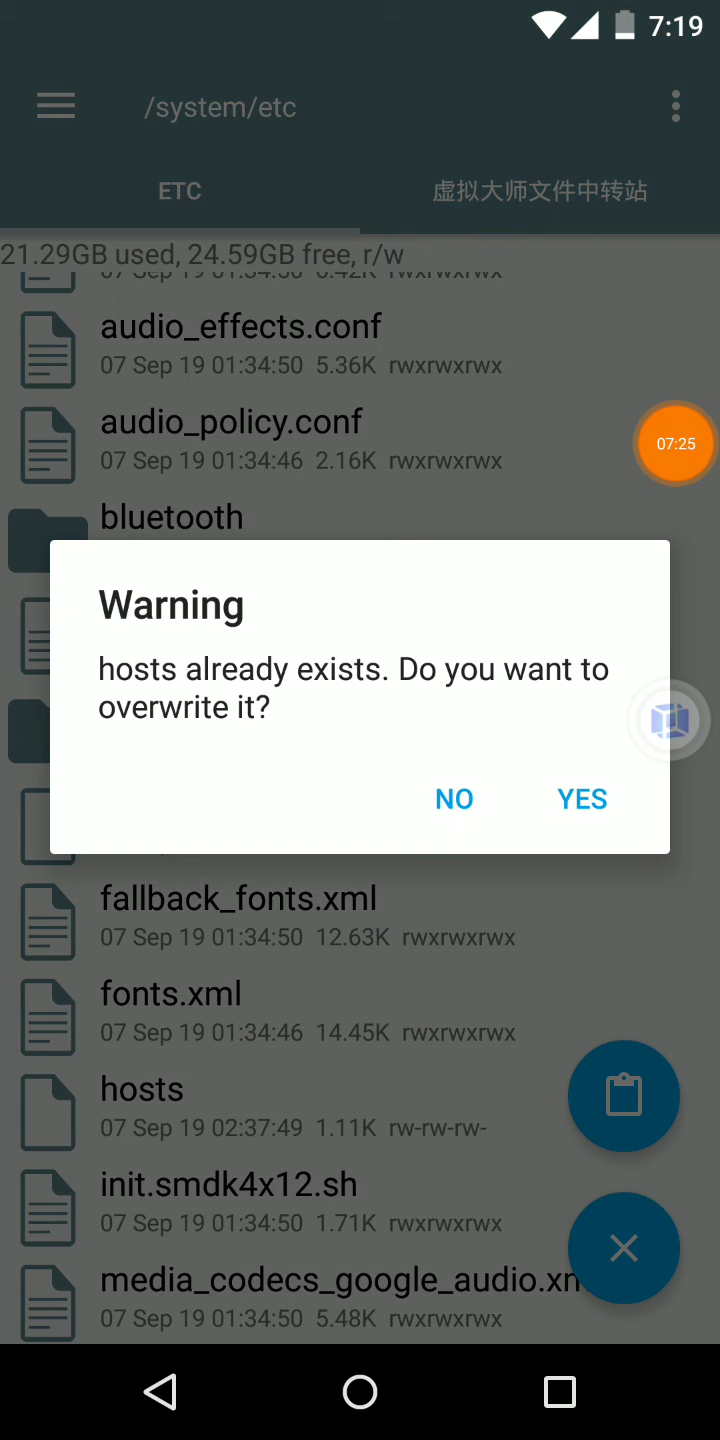 7:19
/system/etc
ETC
虚拟大师文件中转站
21.29GB used, 24.59GB free, r/w
audio_effects.conf
07 Sep 19 01:34:50 5.36K rwxrwxrwx
audio_policy.conf
07 Sep 19 01:34:46 2.16K rwxrwxrwx
07:25
bluetooth
Warning
hosts already exists. Do you want to
overwrite it?
NO
YES
fallback_fonts.xml
07 Sep 19 01:34:50 12.63K rwxrwxrwx
fonts.xml
07 Sep 19 01:34:46 14.45K rwxrwxrwx
hosts
07 Sep 19 02:37:49 1.11K rw-rw-rw-
init.smdk4x12.sh
07 Sep 19 01:34:50 1.71K rwxrwxrwx
media_codecs_google_audio.xm
07 Sep 19 01:34:50 5.48K rwxrwxrwx